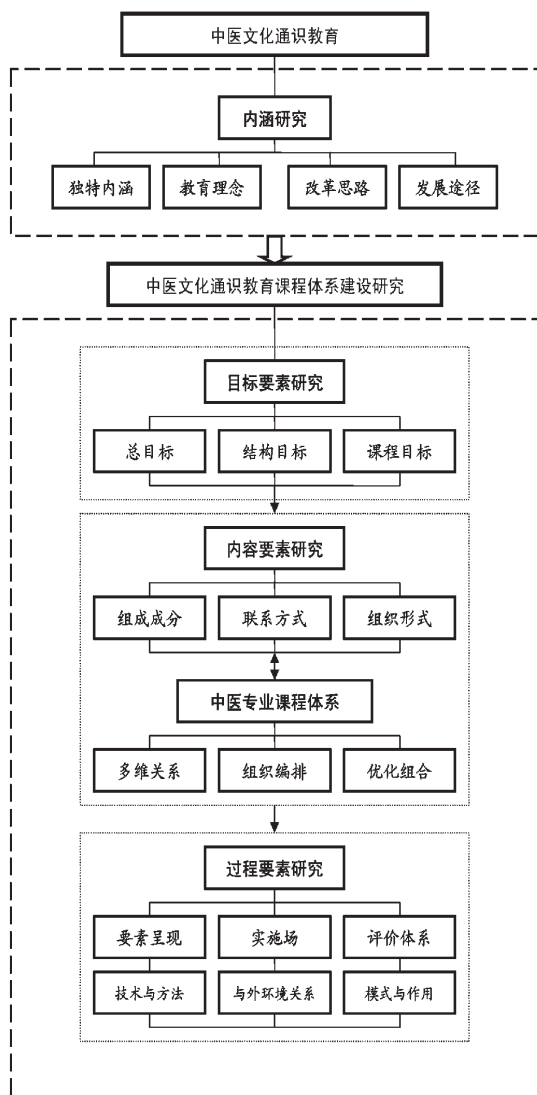 中医文化通识教育
内涵研究
独特内涵
教育理念
改革思路
发展途径
中医文化通识教育课程体系建设研究
目标要素研究
总目标
结构目标
课程目标
内容要素研究
组成成分
联系方式
组织形式
中医专业课程体系
多维关系
组织编排
优化组合
过程要素研究
要素呈现
实施场
评价体系
技术与方法
与外环境关系
模式与作用